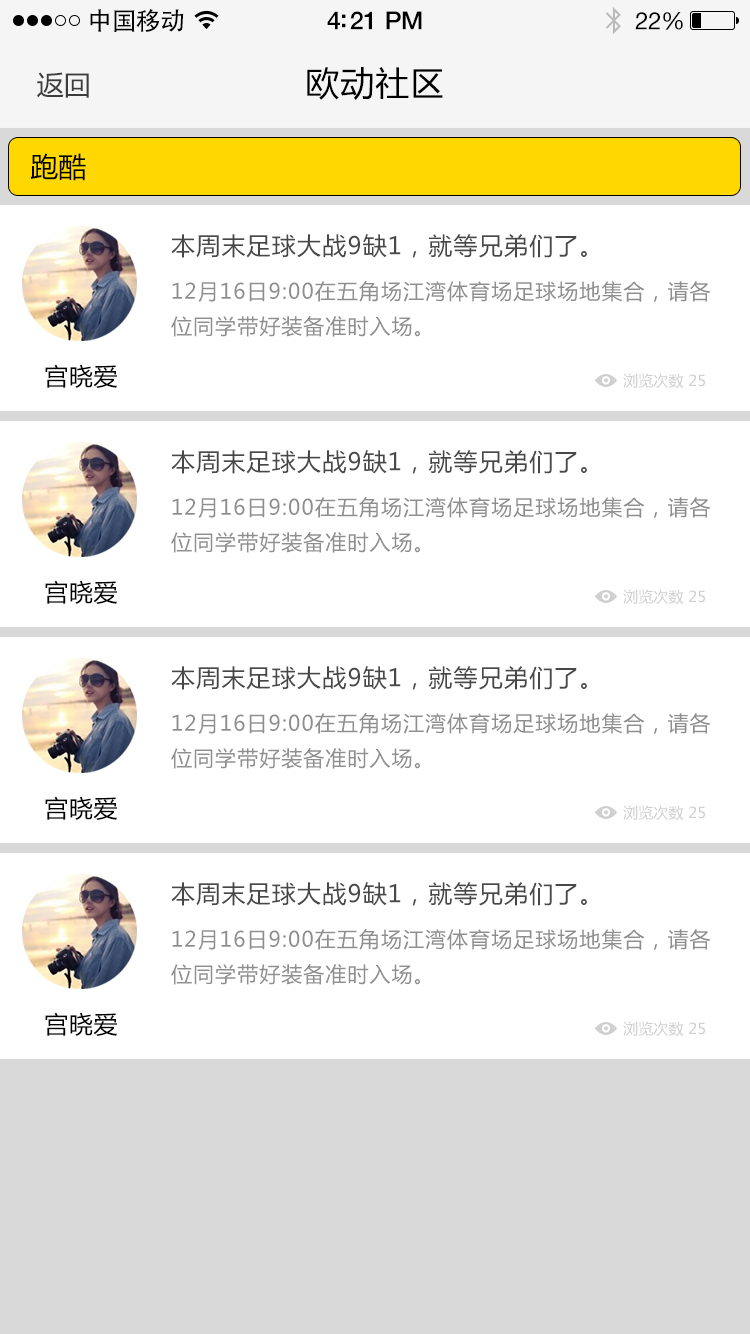 中国移动 4:21 PM 22%
返回 欧动社区
跑酷
本周末足球大战9缺1，就等兄弟们了。
12月16日9:00在五角场江湾体育场足球场地集合，请各
位同学带好装备准时入场。
宫晓爱
浏览次数 25
本周末足球大战9缺1，就等兄弟们了。
12月16日9:00在五角场江湾体育场足球场地集合，请各
位同学带好装备准时入场。
宫晓爱
浏览次数 25
本周末足球大战9缺1，就等兄弟们了。
12月16日9:00在五角场江湾体育场足球场地集合，请各
位同学带好装备准时入场。
宫晓爱
浏览次数 25
本周末足球大战9缺1，就等兄弟们了。
12月16日9:00在五角场江湾体育场足球场地集合，请各
位同学带好装备准时入场。
宫晓爱
浏览次数 25